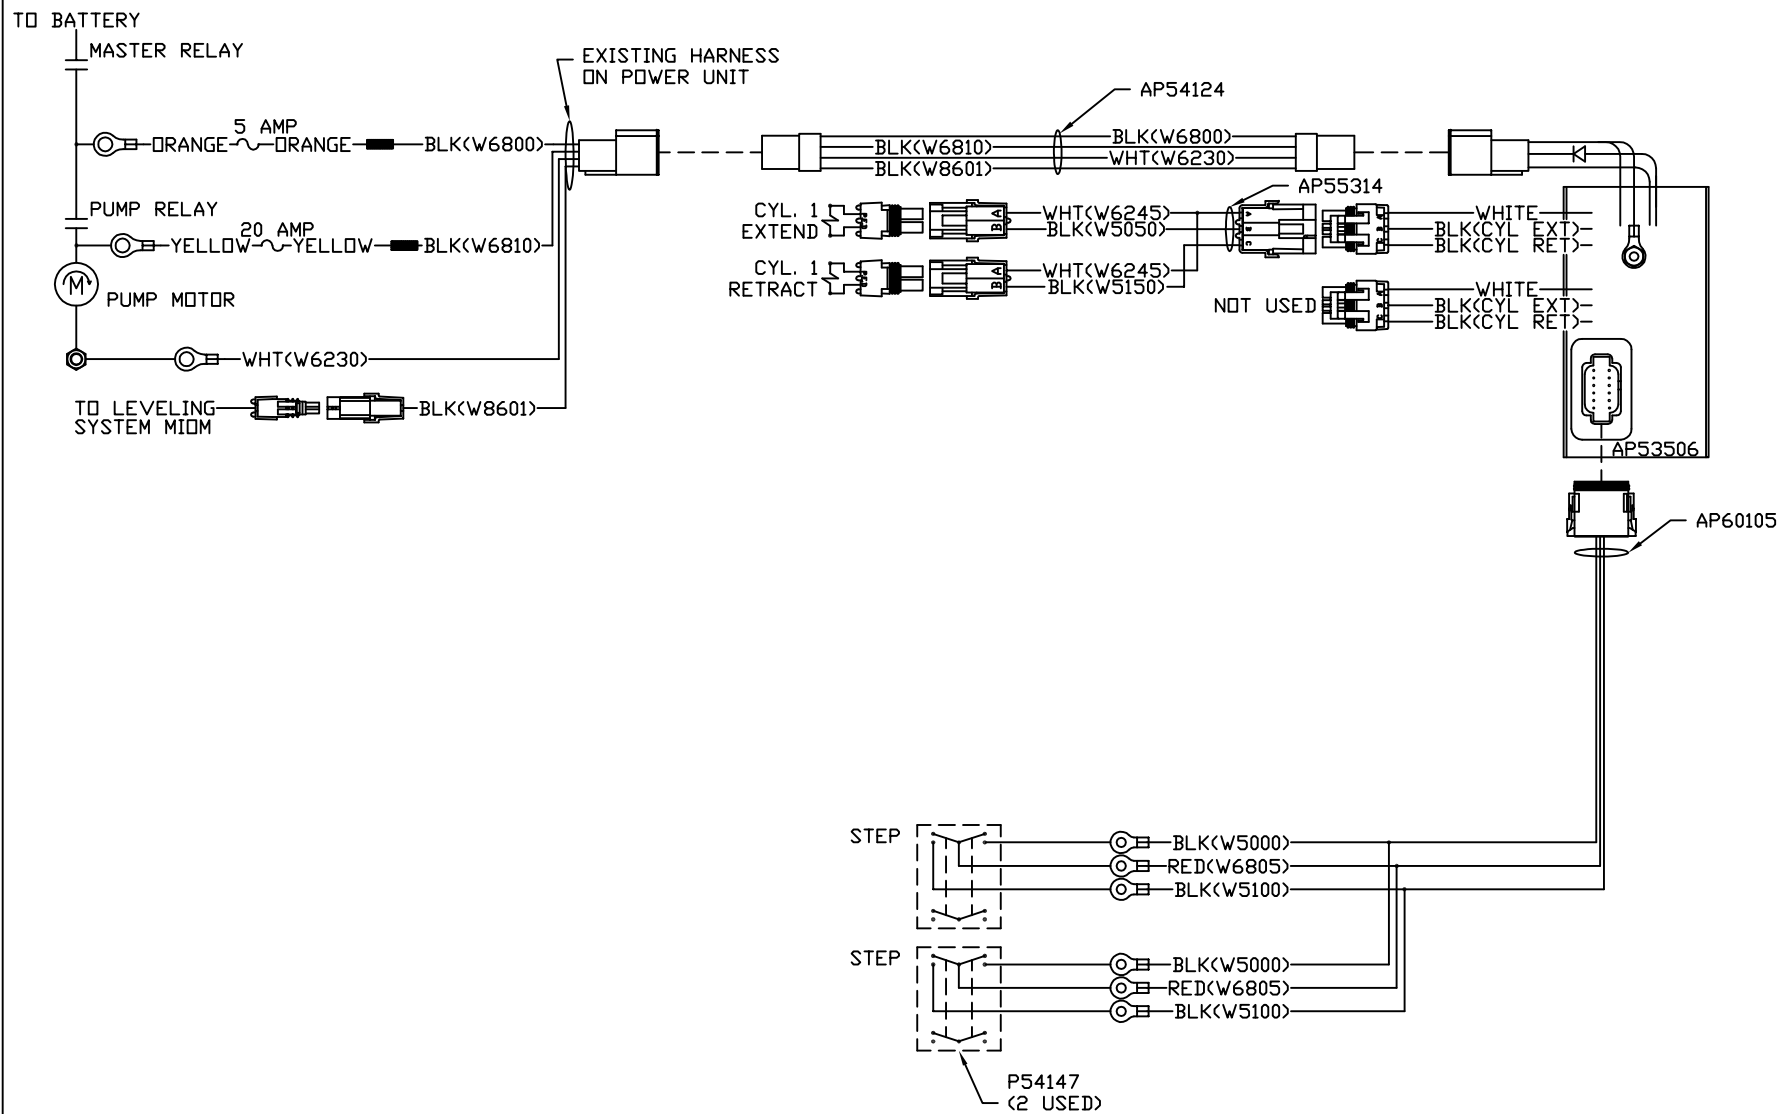 TO BATTERY
MASTER RELAY
5 AMP
ORANGE ORANGE BLK(W6800)
PUMP RELAY
20 AMP
YELLOW YELLOW BLK(W6810)
M
PUMP MOTOR
WHT(W6230)
TO LEVELING
SYSTEM MIOM
BLK(W8601)
EXISTING HARNESS
ON POWER UNIT
AP54124
BLK(W6800)
BLK(W6810)
WHT(W6230)
BLK(W8601)
AP55314
CYL. 1
EXTEND
A
B
WHT(W6245)
BLK(W5050)
A
B
C
WHITE
BLK(CYL EXT)
BLK(CYL RET)
CYL. 1
RETRACT
A
B
WHT(W6245)
BLK(W5150)
NOT USED
WHITE
BLK(CYL EXT)
BLK(CYL RET)
AP53506
AP60105
STEP
BLK(W5000)
RED(W6805)
BLK(W5100)
STEP
BLK(W5000)
RED(W6805)
BLK(W5100)
P54147
(2 USED)